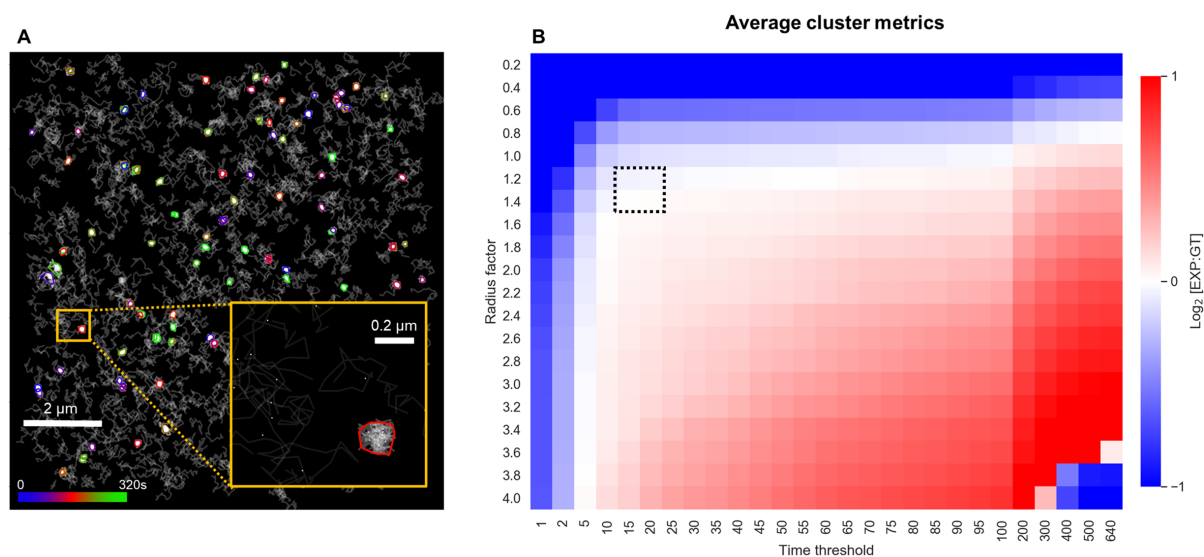 Average cluster metrics
A
B
0.2 μm
2 μm
0
320s
Radius factor
0.2
0.4
0.6
0.8
1.0
1.2
1.4
1.6
1.8
2.0
2.2
2.4
2.6
2.8
3.0
3.2
3.4
3.6
3.8
4.0
1 2 5 10 15 20 25 30 35 40 45 50 55 60 65 70 75 80 85 90 95 100 200 300 400 500 640
Time threshold
1
0
−1
Log2 [EXP:GT]